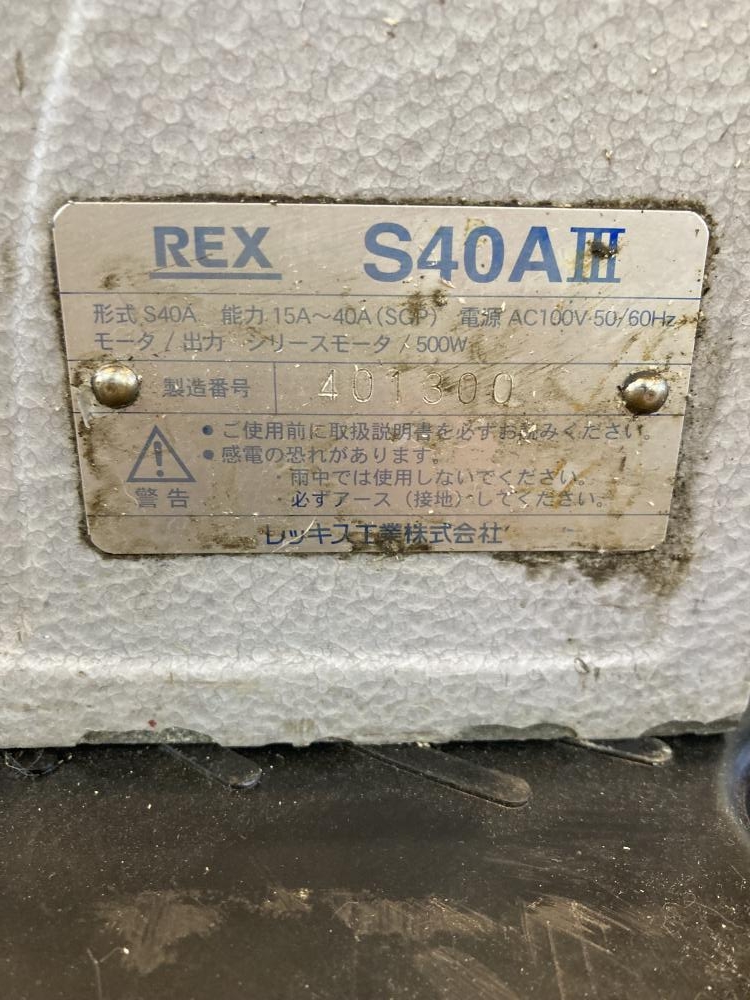 REX S40AIII
形式 S40A 能力 15A～40A(SGP) 電源 AC100V 50/60Hz
モータ/出力 シリースモータ/500W
製造番号 401300
●ご使用前に取扱説明書を必ずお読みください。
●感電の恐れがあります。
・雨中では使用しないでください。
警告 ・必ずアース（接地）してください。
レッキス工業株式会社